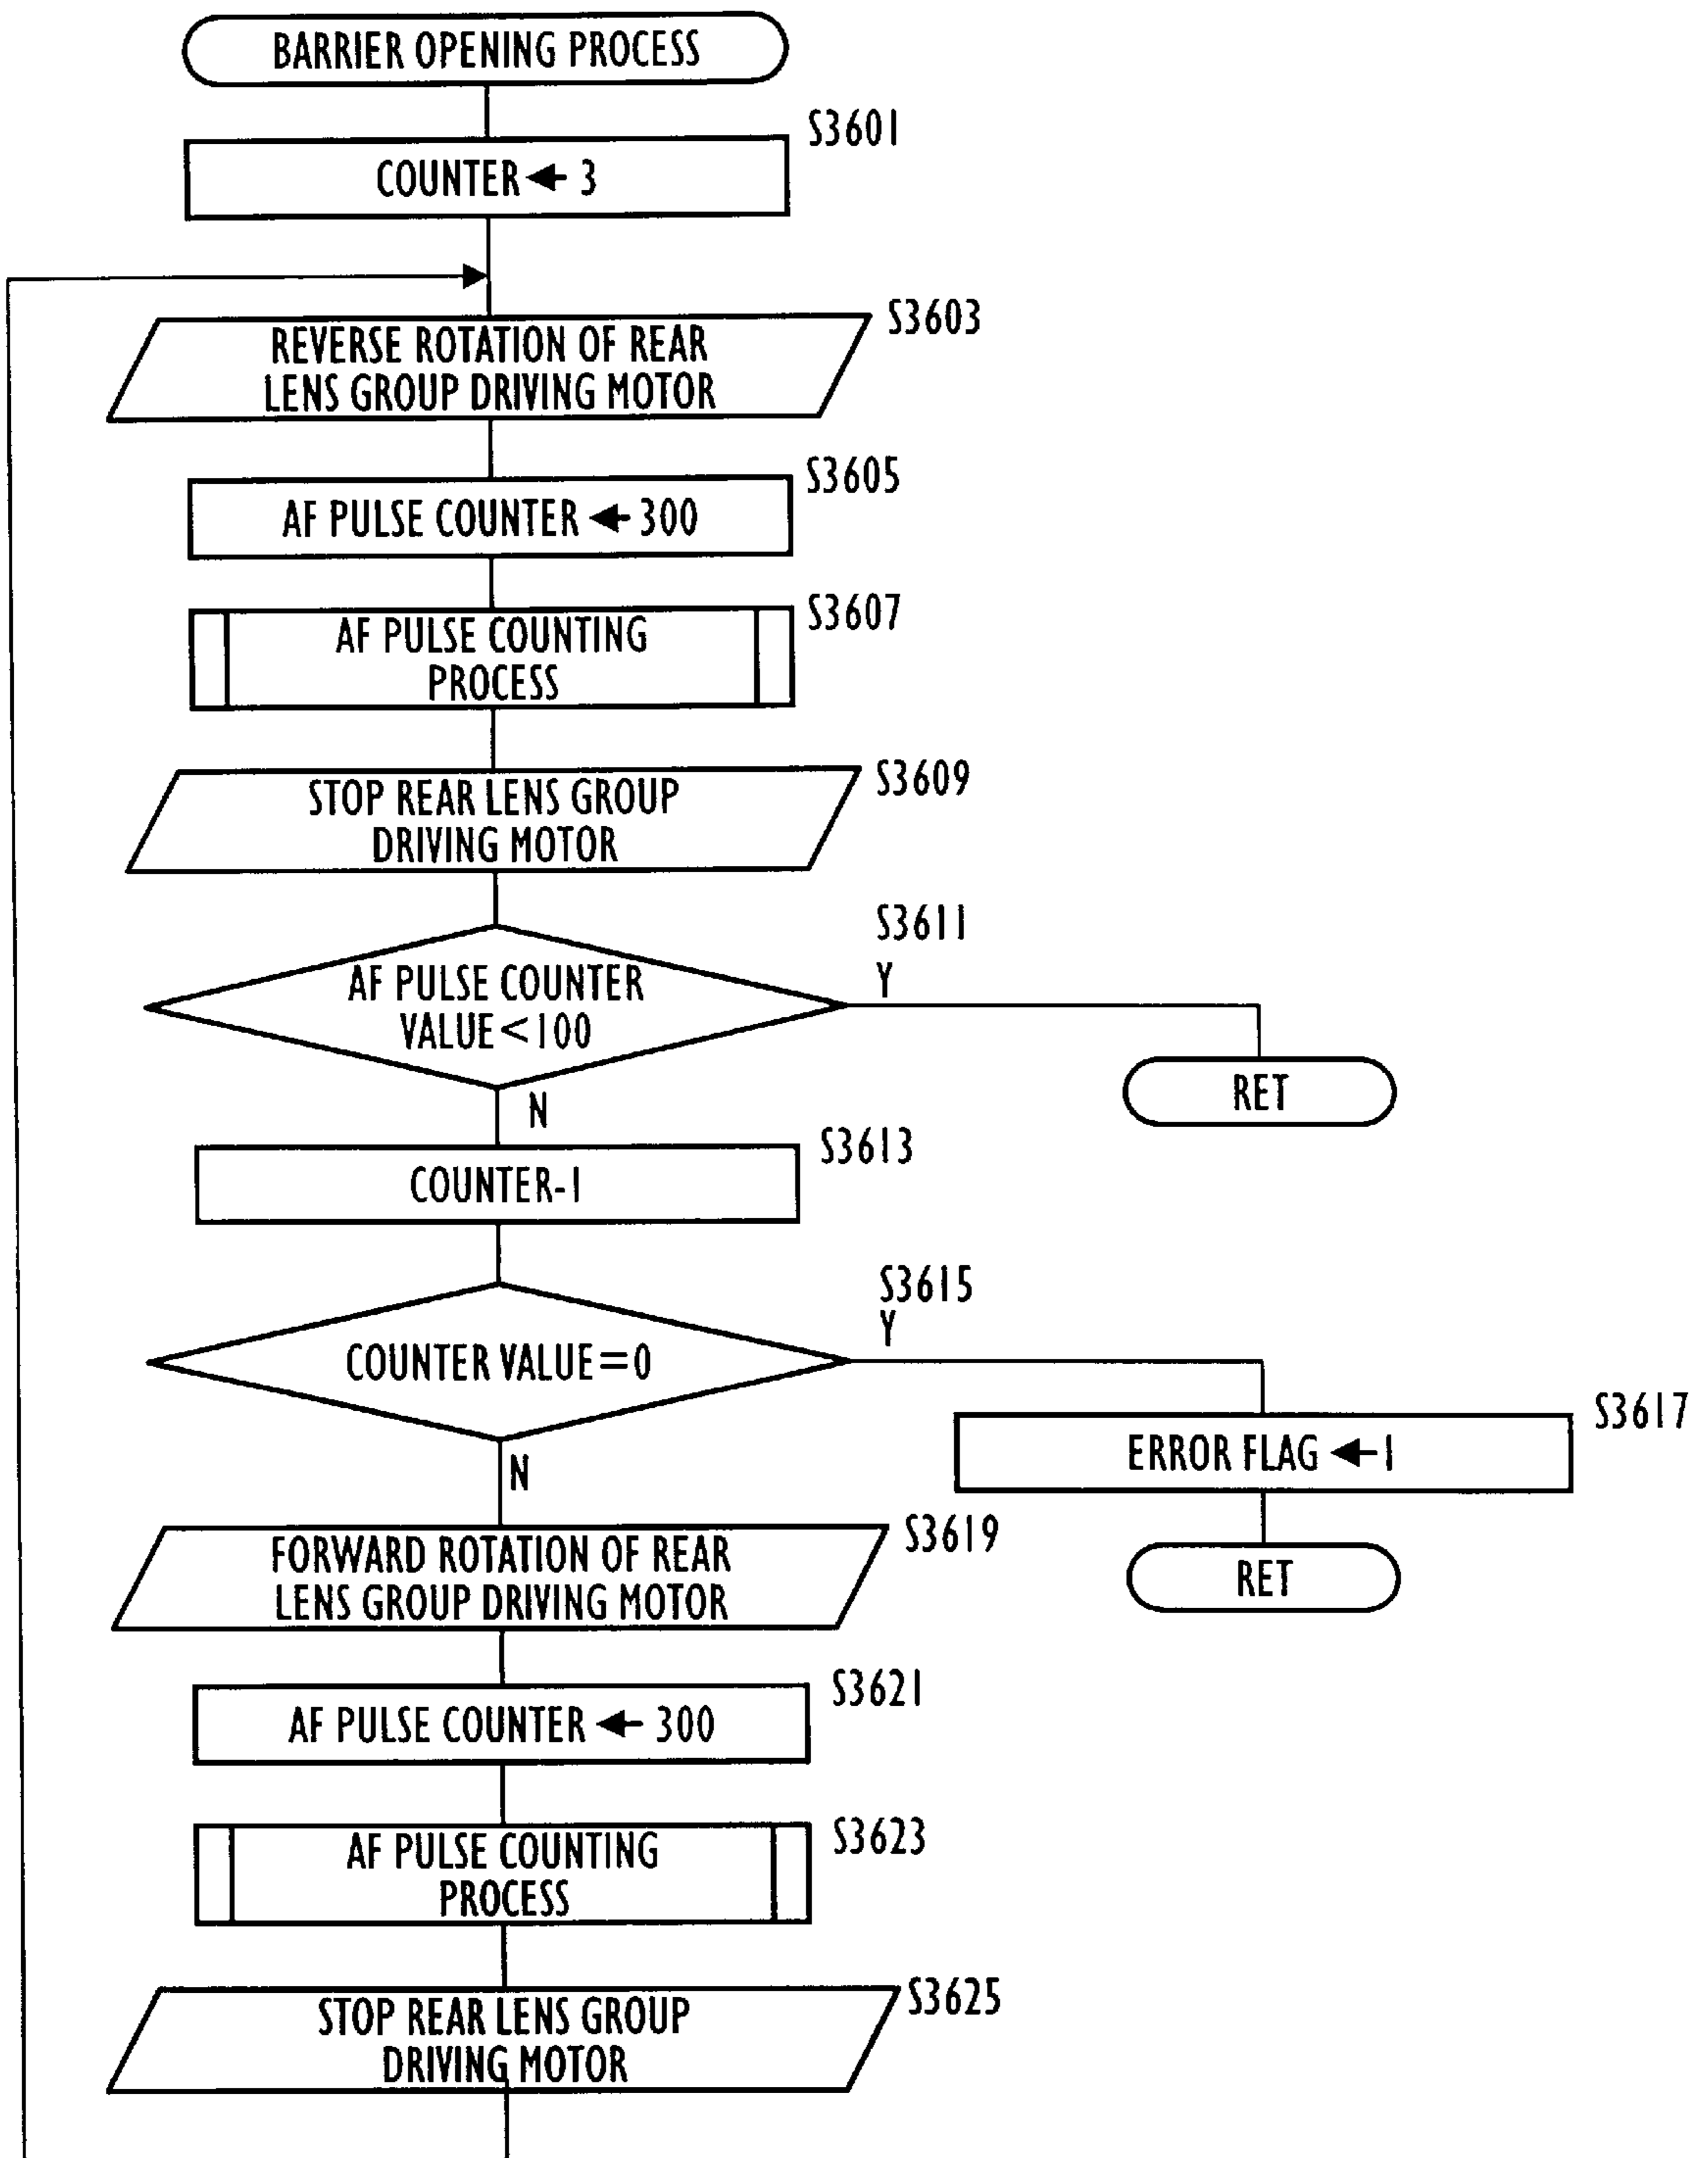 BARRIER OPENING PROCESS
S3601
COUNTER ← 3
S3603
REVERSE ROTATION OF REAR
LENS GROUP DRIVING MOTOR
S3605
AF PULSE COUNTER ← 300
S3607
AF PULSE COUNTING
PROCESS
S3609
STOP REAR LENS GROUP
DRIVING MOTOR
S3611
Y
AF PULSE COUNTER
VALUE<100
RET
N
S3613
COUNTER-1
S3615
Y
COUNTER VALUE=0
S3617
ERROR FLAG ← 1
N
RET
S3619
FORWARD ROTATION OF REAR
LENS GROUP DRIVING MOTOR
S3621
AF PULSE COUNTER ← 300
S3623
AF PULSE COUNTING
PROCESS
S3625
STOP REAR LENS GROUP
DRIVING MOTOR